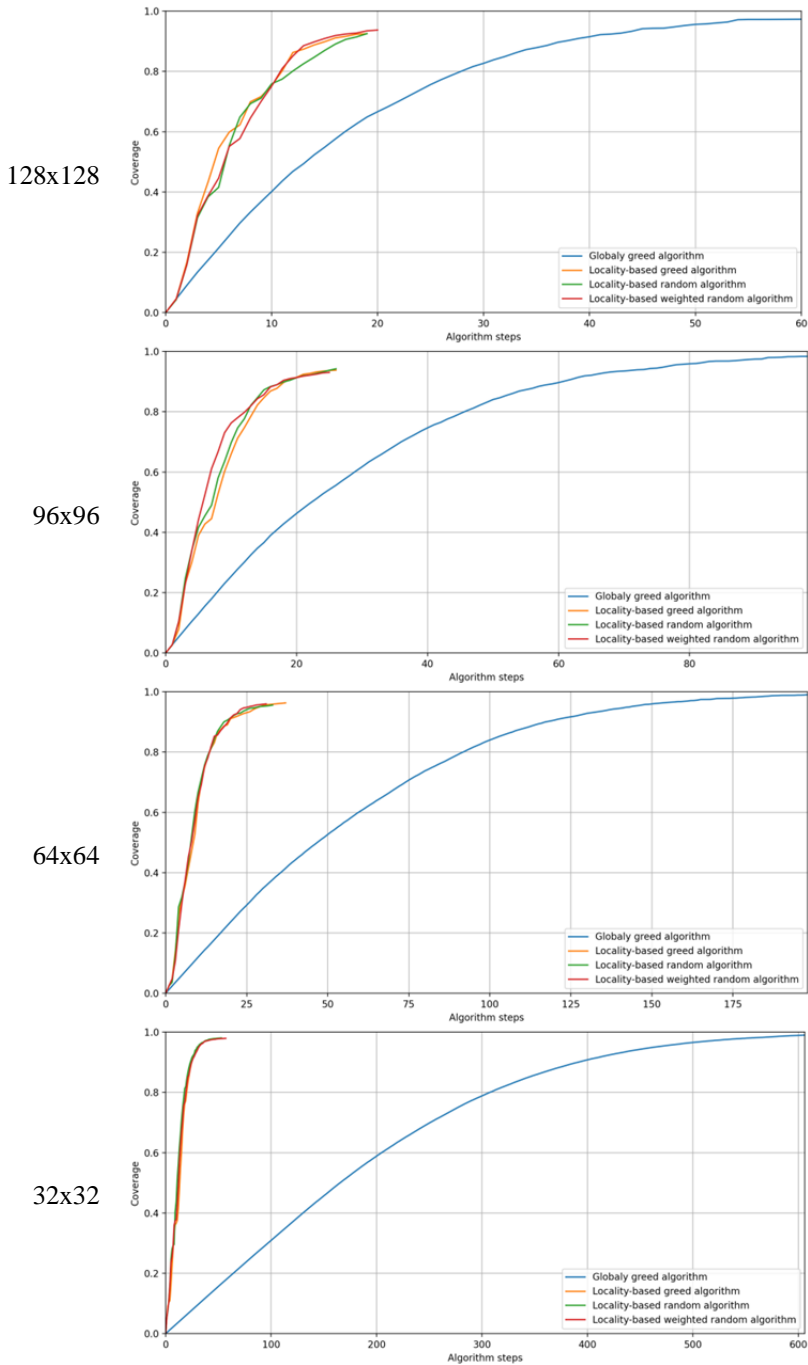 128x128
Coverage
1.0
0.8
0.6
0.4
0.2
0.0
Globaly greed algorithm
Locality-based greed algorithm
Locality-based random algorithm
Locality-based weighted random algorithm
0 10 20 30 40 50 60
Algorithm steps
96x96
Coverage
1.0
0.8
0.6
0.4
0.2
0.0
Globaly greed algorithm
Locality-based greed algorithm
Locality-based random algorithm
Locality-based weighted random algorithm
0 20 40 60 80
Algorithm steps
64x64
Coverage
1.0
0.8
0.6
0.4
0.2
0.0
Globaly greed algorithm
Locality-based greed algorithm
Locality-based random algorithm
Locality-based weighted random algorithm
0 25 50 75 100 125 150 175
Algorithm steps
32x32
Coverage
1.0
0.8
0.6
0.4
0.2
0.0
Globaly greed algorithm
Locality-based greed algorithm
Locality-based random algorithm
Locality-based weighted random algorithm
0 100 200 300 400 500 600
Algorithm steps